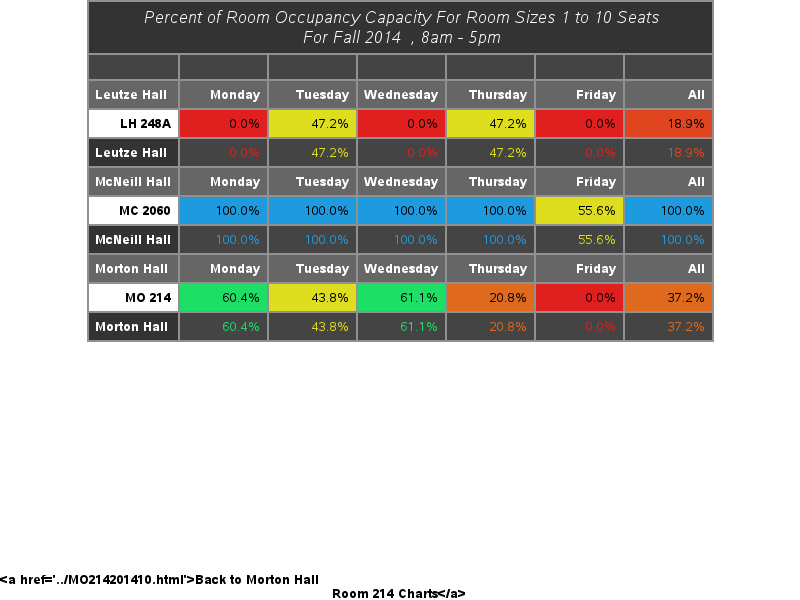 Percent of Room Occupancy Capacity For Room Sizes 1 to 10 Seats
For Fall 2014 , 8am - 5pm
Leutze Hall Monday Tuesday Wednesday Thursday Friday All
LH 248A 0.0% 47.2% 0.0% 47.2% 0.0% 18.9%
Leutze Hall 0.0% 47.2% 0.0% 47.2% 0.0% 18.9%
McNeill Hall Monday Tuesday Wednesday Thursday Friday All
MC 2060 100.0% 100.0% 100.0% 100.0% 55.6% 100.0%
McNeill Hall 100.0% 100.0% 100.0% 100.0% 55.6% 100.0%
Morton Hall Monday Tuesday Wednesday Thursday Friday All
MO 214 60.4% 43.8% 61.1% 20.8% 0.0% 37.2%
Morton Hall 60.4% 43.8% 61.1% 20.8% 0.0% 37.2%
<a href='../MO214201410.html'>Back to Morton Hall
Room 214 Charts</a>